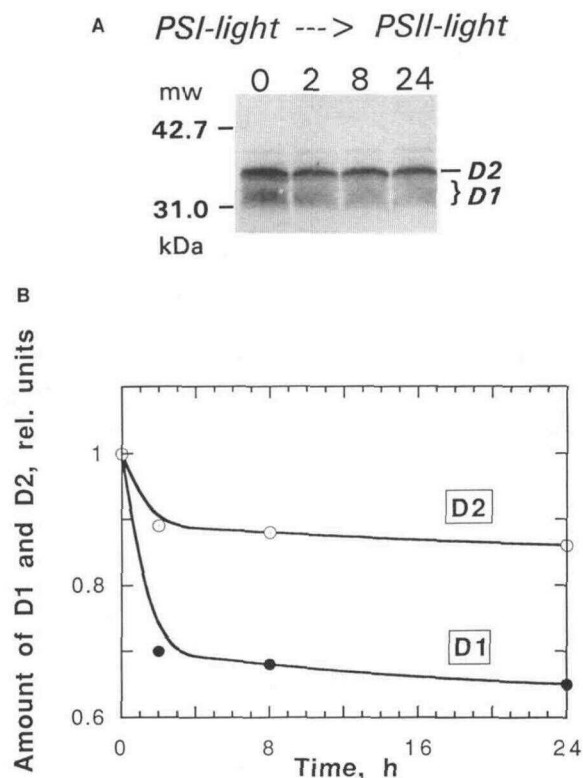 A PSI-light ---> PSII-light
mw 0 2 8 24
42.7
D2
} D1
31.0
kDa
B
Amount of D1 and D2, rel. units
1
0.8
0.6
D2
D1
0 8 16 24
Time, h